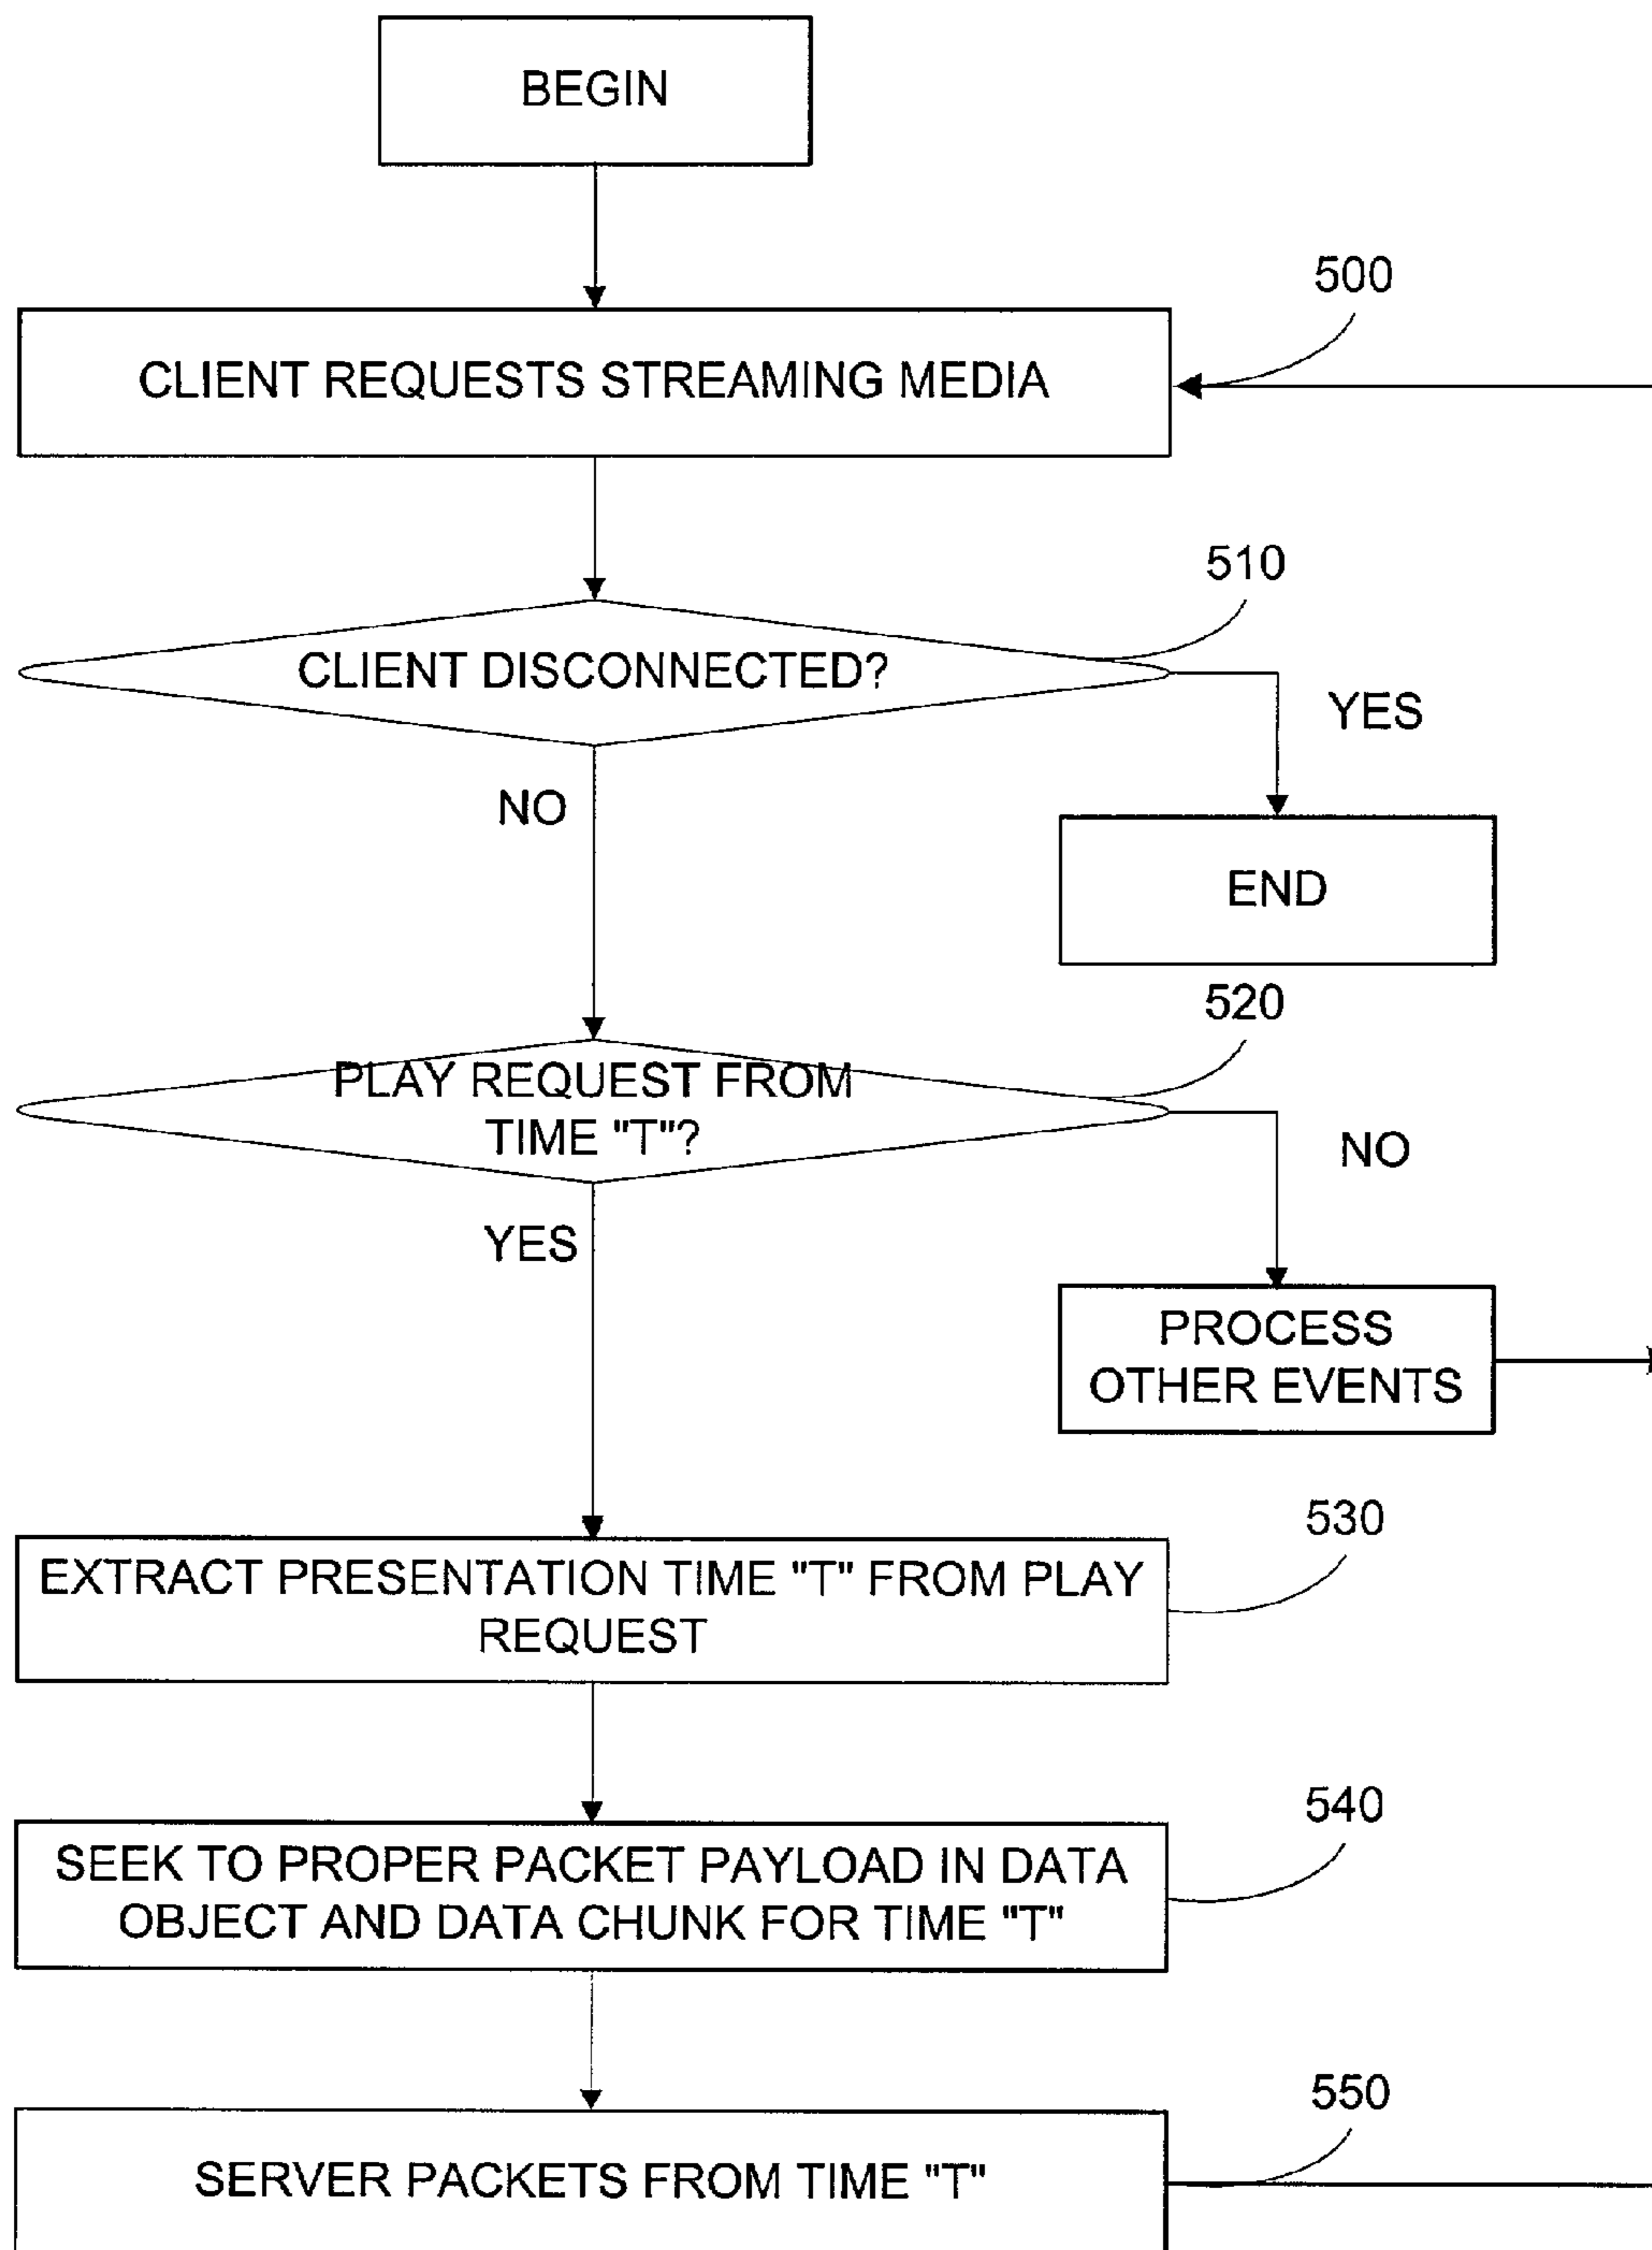 BEGIN
500
CLIENT REQUESTS STREAMING MEDIA
510
CLIENT DISCONNECTED?
YES
NO
END
520
PLAY REQUEST FROM
TIME "T"?
NO
YES
PROCESS
OTHER EVENTS
530
EXTRACT PRESENTATION TIME "T" FROM PLAY
REQUEST
540
SEEK TO PROPER PACKET PAYLOAD IN DATA
OBJECT AND DATA CHUNK FOR TIME "T"
550
SERVER PACKETS FROM TIME "T"